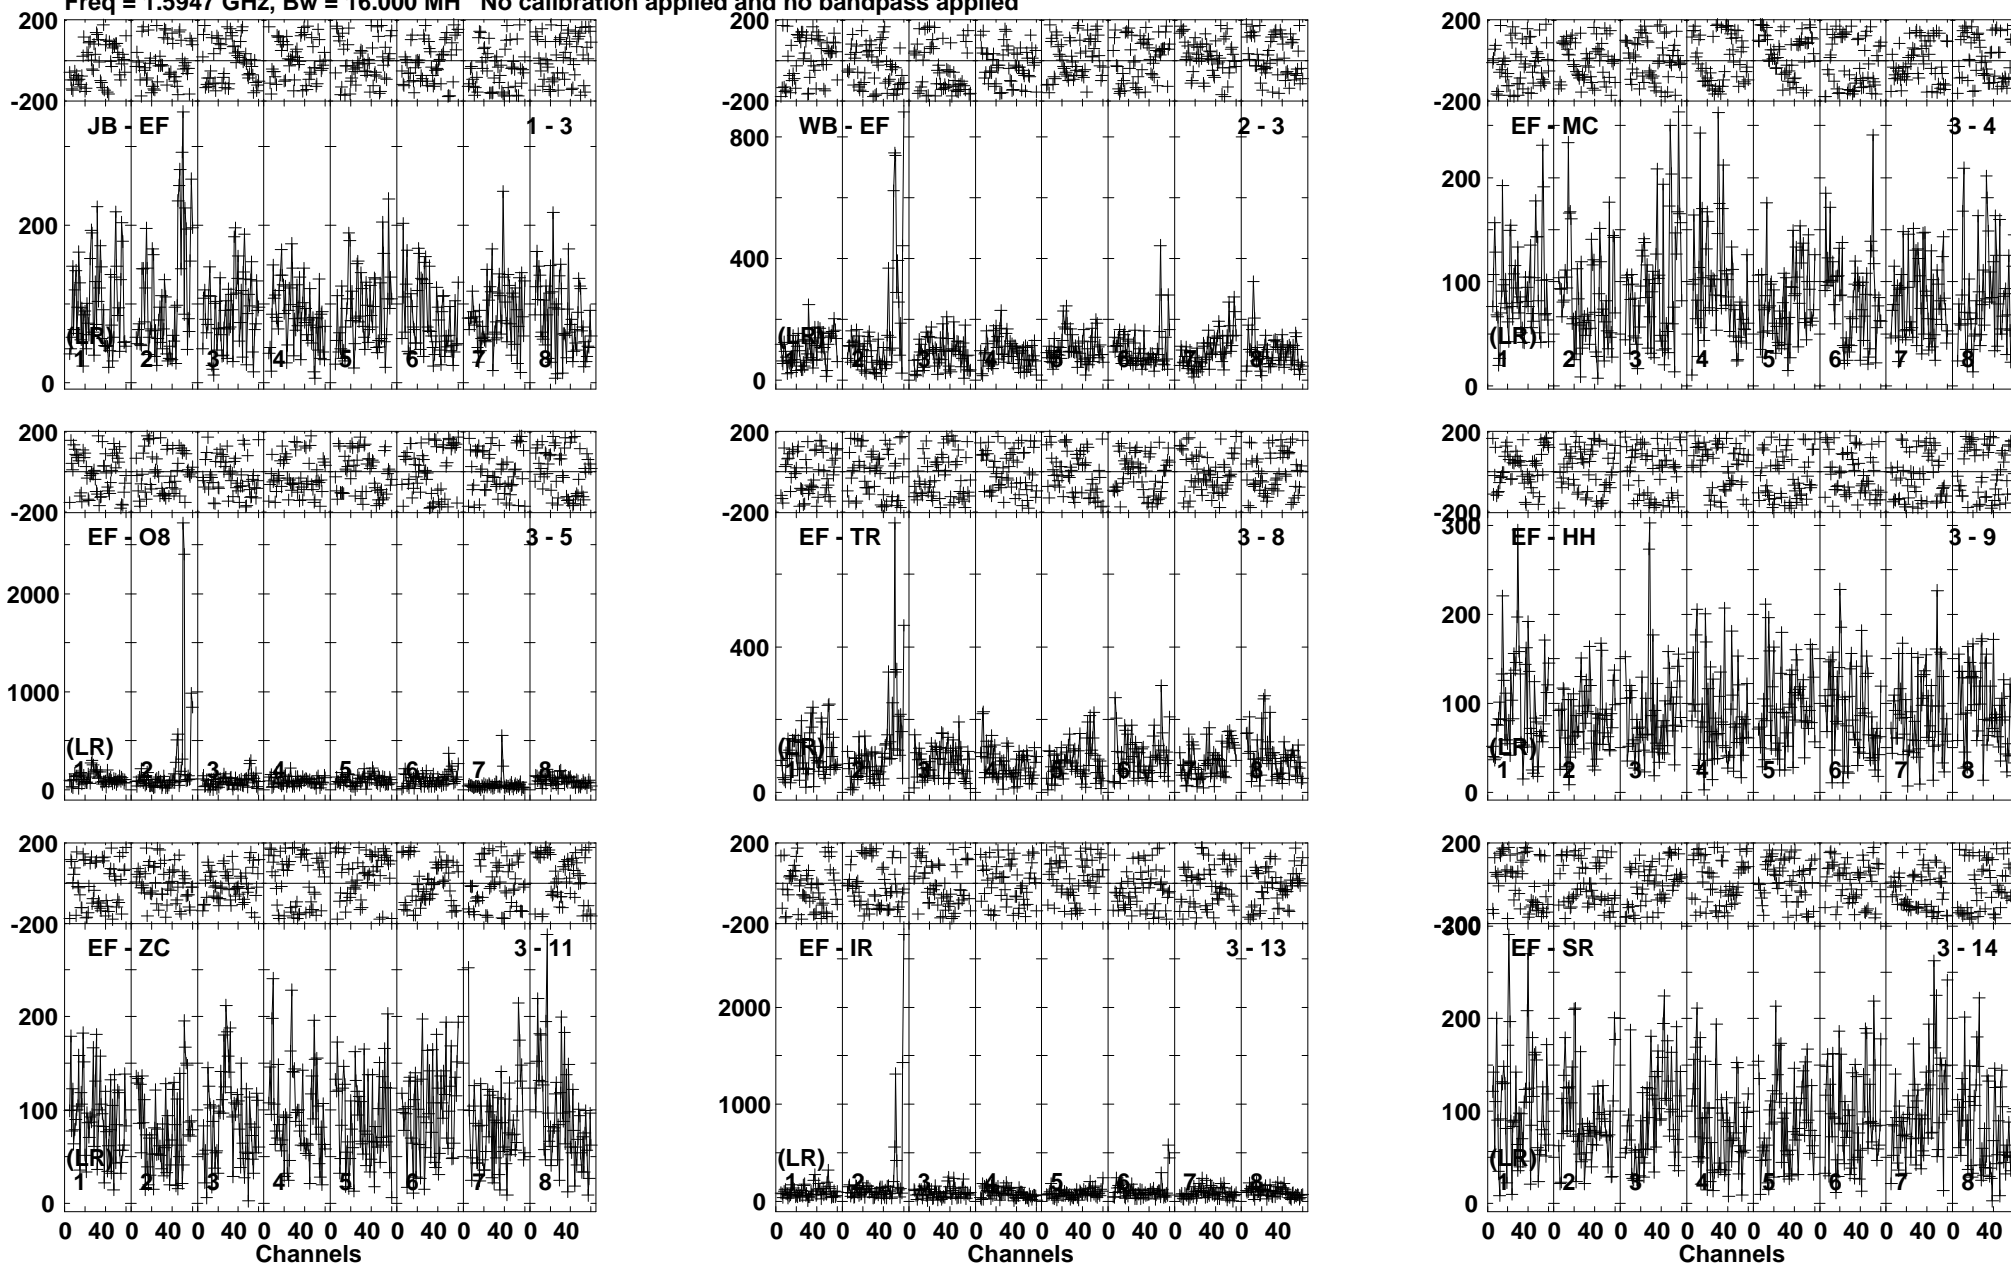 Freq = 1.5947 GHz, Bw = 16.000 MH No calibration applied and no bandpass applied
200 200 200
-200 -200 -200
JB - EF 1 - 3 WB - EF 2 - 3 EF - MC 3 - 4
800
200 200
400
200 100
(LR) (LR) (LR)
1 2 3 4 5 6 7 8 1 2 3 4 5 6 7 8 1 2 3 4 5 6 7 8
0 0 0
200 200 200
-200 -200 -200
300
EF - O8 3 - 5 EF - TR 3 - 8 EF - HH 3 - 9
2000 200
400
1000 100
(LR) (LR) (LR)
1 2 3 4 5 6 7 8 1 2 3 4 5 6 7 8 1 2 3 4 5 6 7 8
0 0 0
200 200 200
-200 -200 -200
300
EF - ZC 3 - 11 EF - IR 3 - 13 EF - SR 3 - 14
200 2000 200
100 1000 100
(LR) (LR) (LR)
1 2 3 4 5 6 7 8 1 2 3 4 5 6 7 8 1 2 3 4 5 6 7 8
0 0 0
0 40 0 40 0 40 0 40 0 40 0 40 0 40 0 40 0 40 0 40 0 40 0 40 0 40 0 40 0 40 0 40 0 40 0 40 0 40 0 40 0 40 0 40 0 40 0 40
Channels Channels Channels